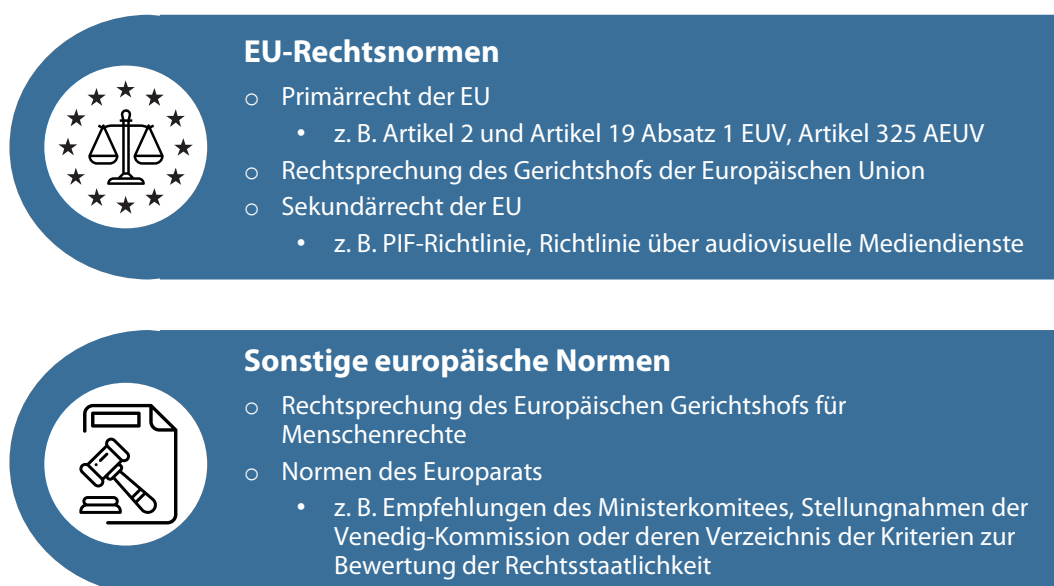 EU-Rechtsnormen
○ Primärrecht der EU
• z. B. Artikel 2 und Artikel 19 Absatz 1 EUV, Artikel 325 AEUV
○ Rechtsprechung des Gerichtshofs der Europäischen Union
○ Sekundärrecht der EU
• z. B. PIF-Richtlinie, Richtlinie über audiovisuelle Mediendienste
Sonstige europäische Normen
○ Rechtsprechung des Europäischen Gerichtshofs für
Menschenrechte
○ Normen des Europarats
• z. B. Empfehlungen des Ministerkomitees, Stellungnahmen der
Venedig-Kommission oder deren Verzeichnis der Kriterien zur
Bewertung der Rechtsstaatlichkeit